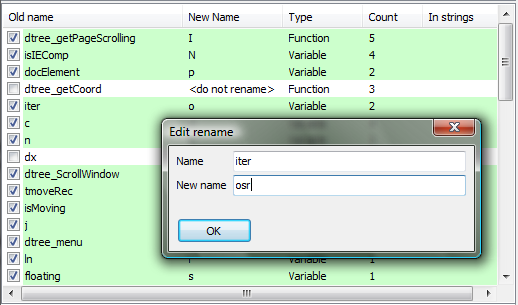 Old name New Name Type Count In strings
dtree_getPageScrolling I Function 5
isIEComp N Variable 4
docElement p Variable 2
dtree_getCoord <do not rename> Function 3
iter o Variable 2
c
n
dx
dtree_ScrollWindow
tmoveRec
isMoving
j
dtree_menu
ln Variable 1
floating s Variable 1
Edit rename
Name iter
New name osr
OK